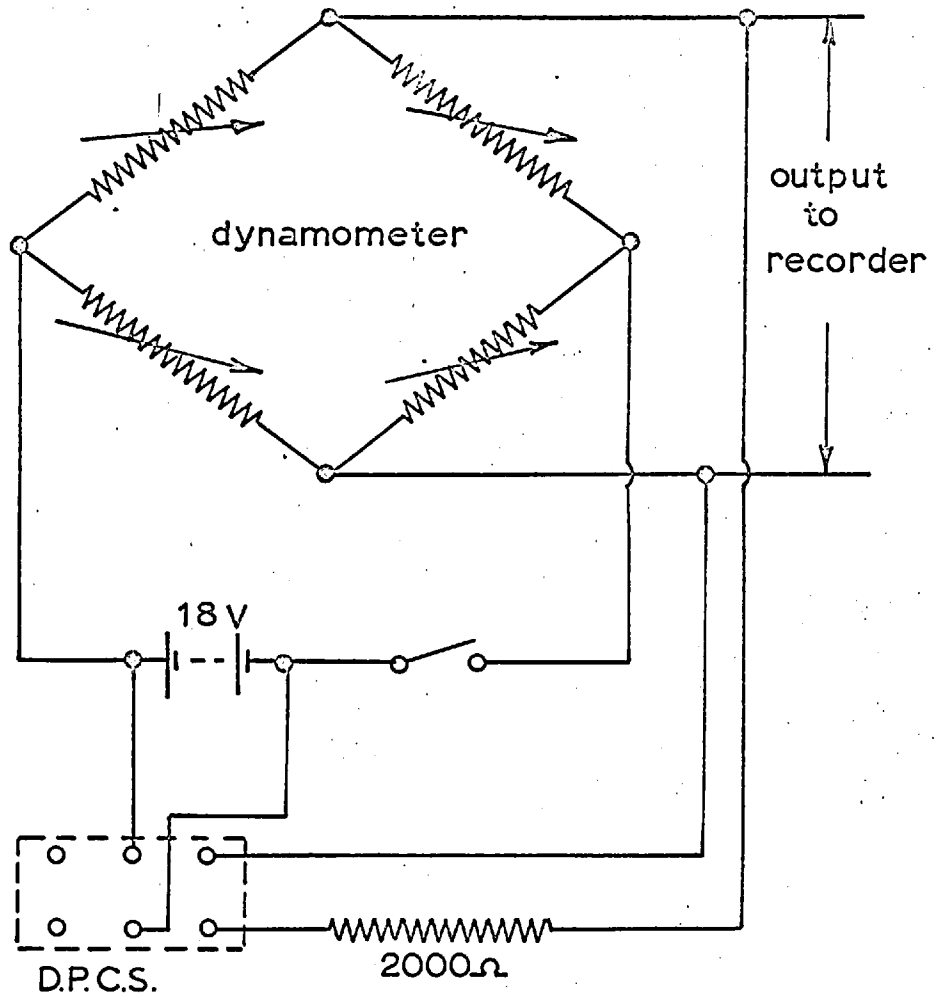 output
to
recorder
dynamometer
18 V
2000Ω
D.P.C.S.